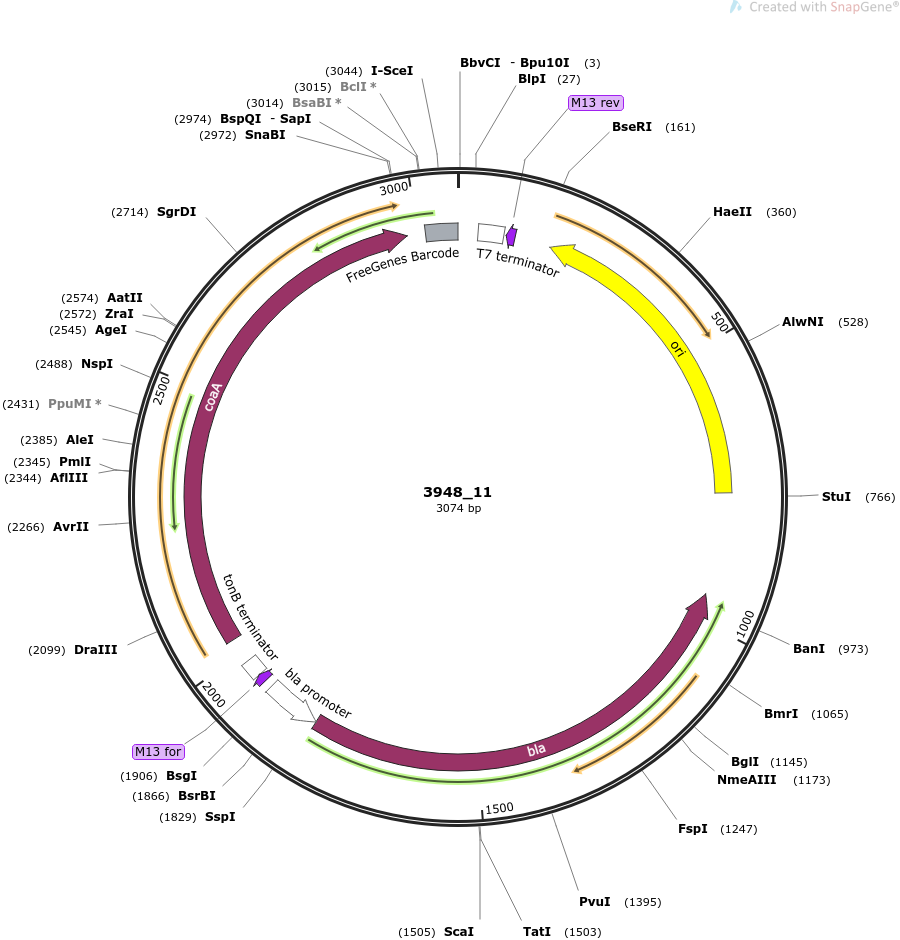 Created with SnapGene®
(3044) I-SceI
(3015) BclI *
(3014) BsaBI *
(2974) BspQI - SapI
(2972) SnaBI
BbvCI - Bpu10I (3)
BlpI (27)
M13 rev
BseRI (161)
HaeII (360)
AlwNI (528)
StuI (766)
BanI (973)
BmrI (1065)
BglI (1145)
NmeAIII (1173)
FspI (1247)
PvuI (1395)
TatI (1503)
(1505) ScaI
(1829) SspI
(1866) BsrBI
(1906) BsgI
M13 for
(2099) DraIII
(2266) AvrII
(2344) AflIII
(2345) PmlI
(2385) AleI
(2431) PpuMI *
(2488) NspI
(2545) AgeI
(2572) ZraI
(2574) AatII
(2714) SgrDI
3000
500
1000
1500
2000
2500
FreeGenes Barcode
T7 terminator
ori
coaA
tonB terminator
bla promoter
bla
3948_11
3074 bp